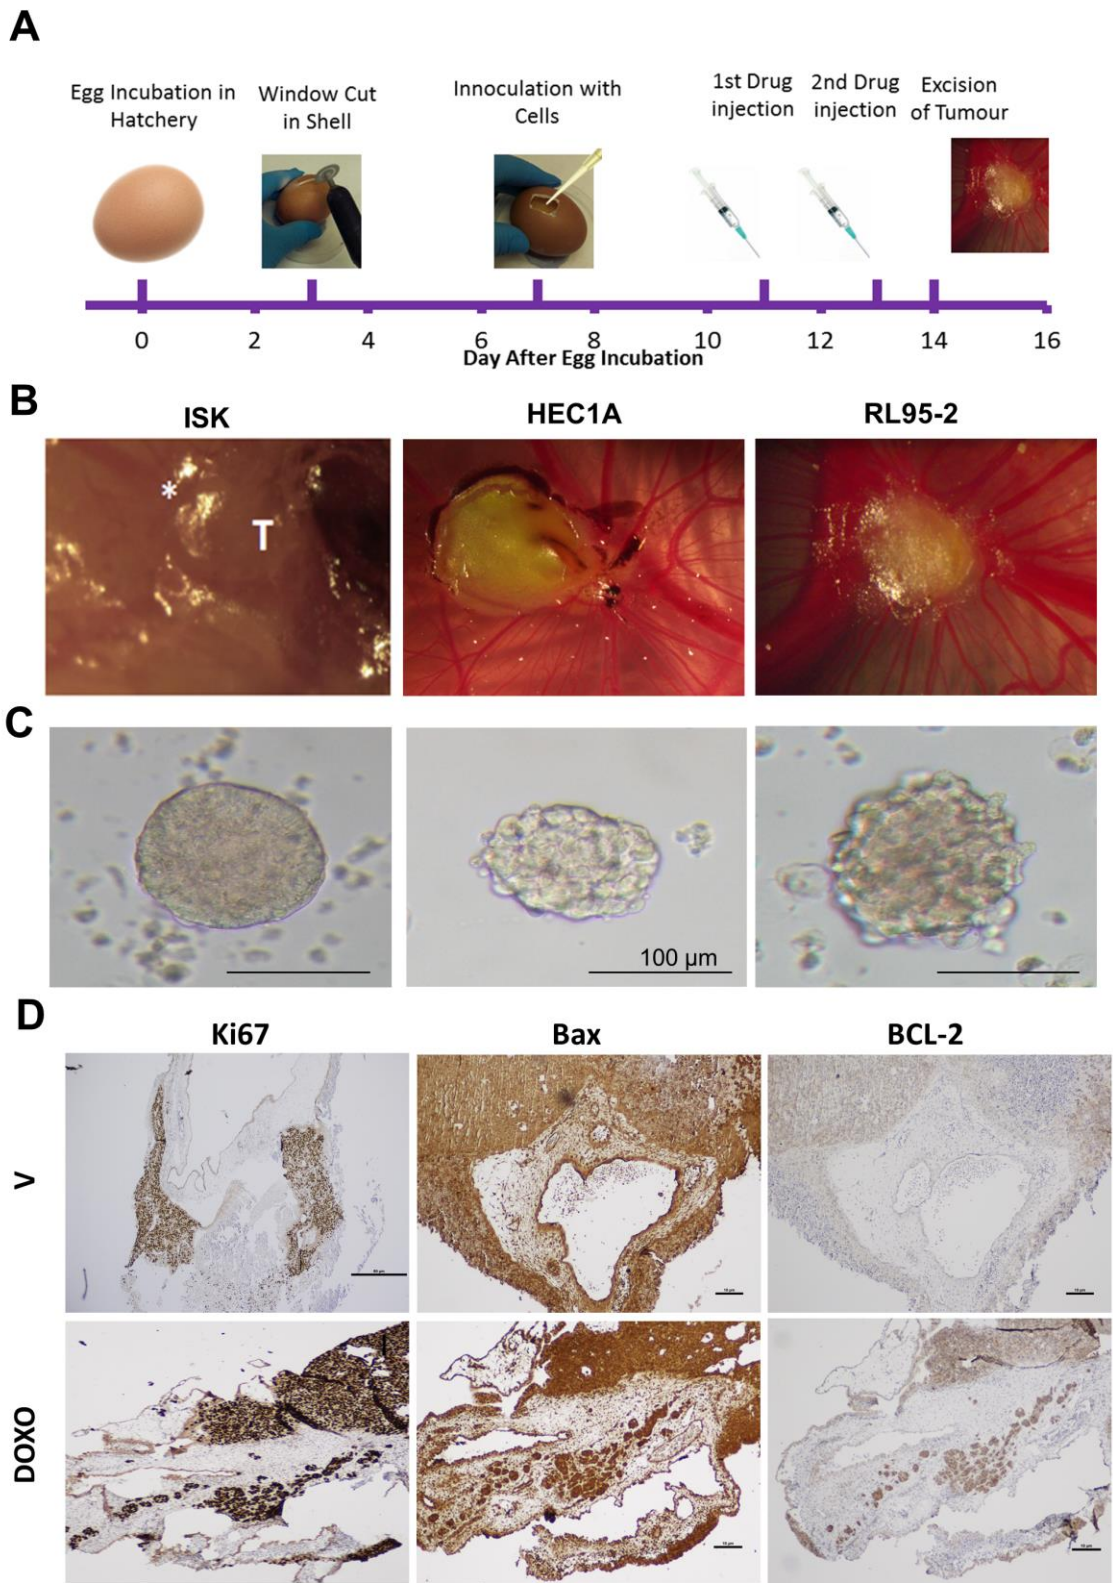 A
Egg Incubation in
Hatchery
Window Cut
in Shell
Innoculation with
Cells
1st Drug
injection
2nd Drug
injection
Excision
of Tumour
0 2 4 6 8 10 12 14 16
Day After Egg Incubation
B
ISK HEC1A RL95-2
*
T
C
100 µm
D
Ki67 Bax BCL-2
V
DOXO